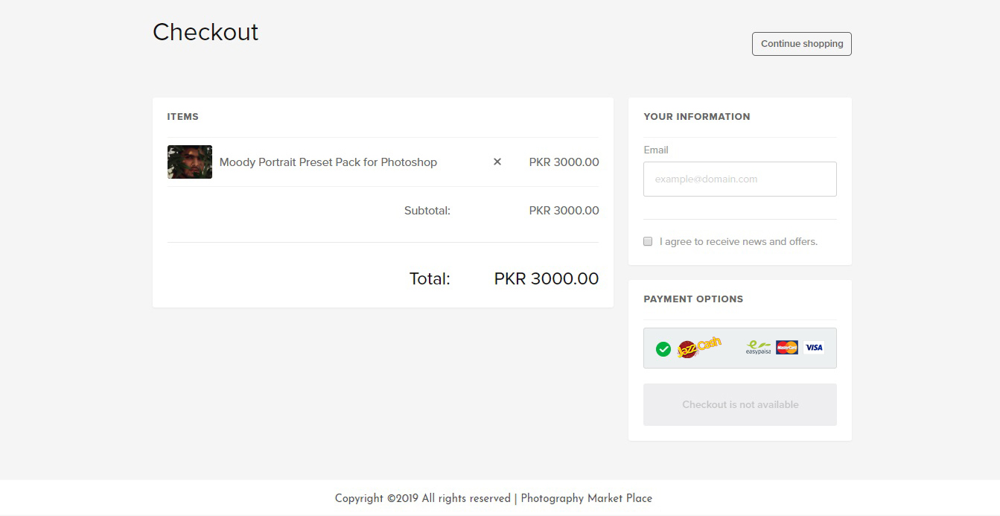 Checkout
Continue shopping
ITEMS
Moody Portrait Preset Pack for Photoshop ✕ PKR 3000.00
Subtotal: PKR 3000.00
Total: PKR 3000.00
YOUR INFORMATION
Email
example@domain.com
I agree to receive news and offers.
PAYMENT OPTIONS
Jazz Cash easypaisa MasterCard VISA
Checkout is not available
Copyright ©2019 All rights reserved | Photography Market Place